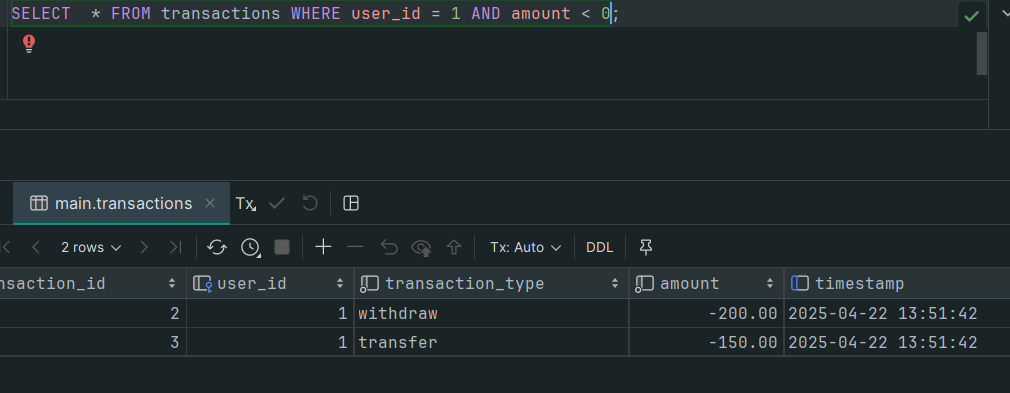 SELECT  * FROM transactions WHERE user_id = 1 AND amount < 0;
main.transactions × Tx
2 rows Tx: Auto DDL
nsaction_id user_id transaction_type amount timestamp
2 1 withdraw -200.00 2025-04-22 13:51:42
3 1 transfer -150.00 2025-04-22 13:51:42